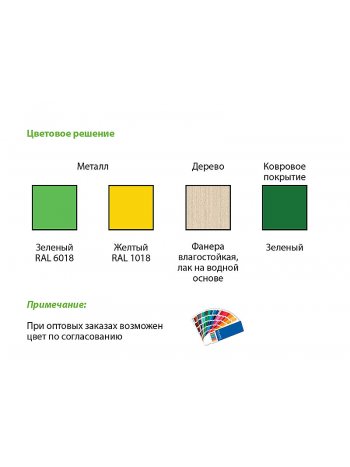 Цветовое решение
Металл
Дерево
Ковровое
покрытие
Зеленый
RAL 6018
Желтый
RAL 1018
Фанера
влагостойкая,
лак на водной
основе
Зеленый
Примечание:
При оптовых заказах возможен
цвет по согласованию